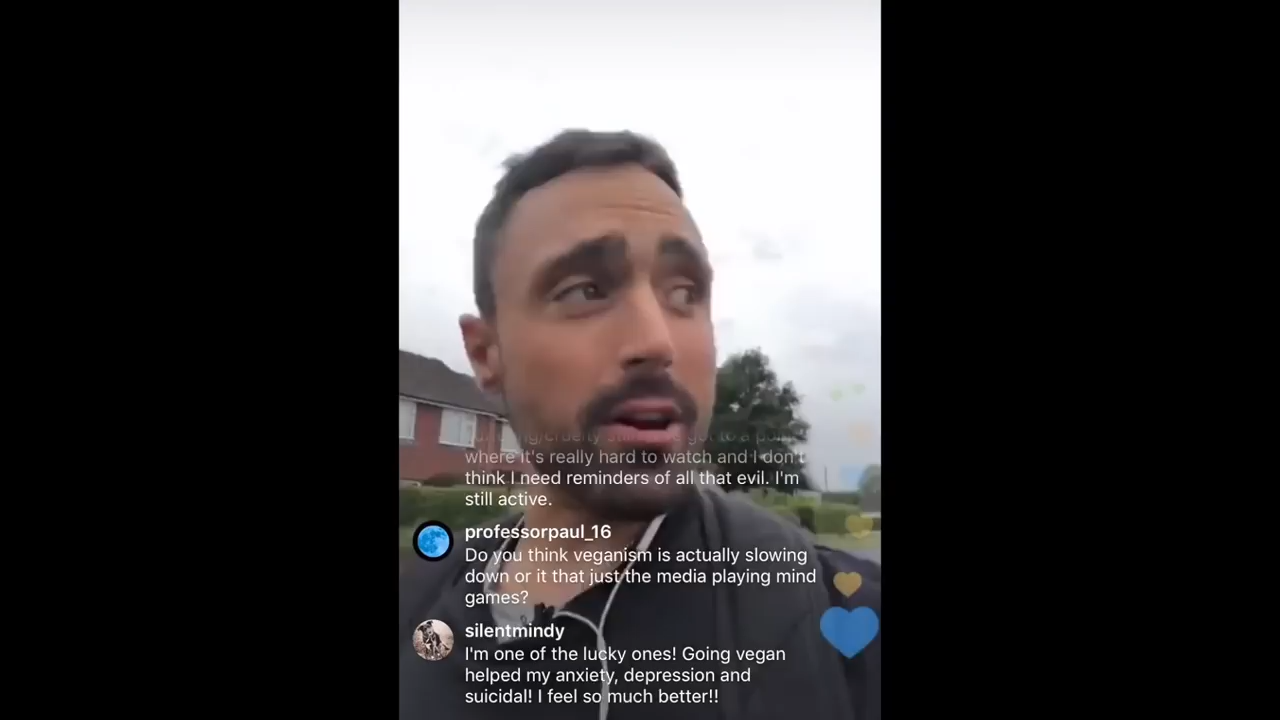 where it's really hard to watch and I don't
think I need reminders of all that evil. I'm
still active.
professorpaul_16
Do you think veganism is actually slowing
down or it that just the media playing mind
games?
silentmindy
I'm one of the lucky ones! Going vegan
helped my anxiety, depression and
suicidal! I feel so much better!!